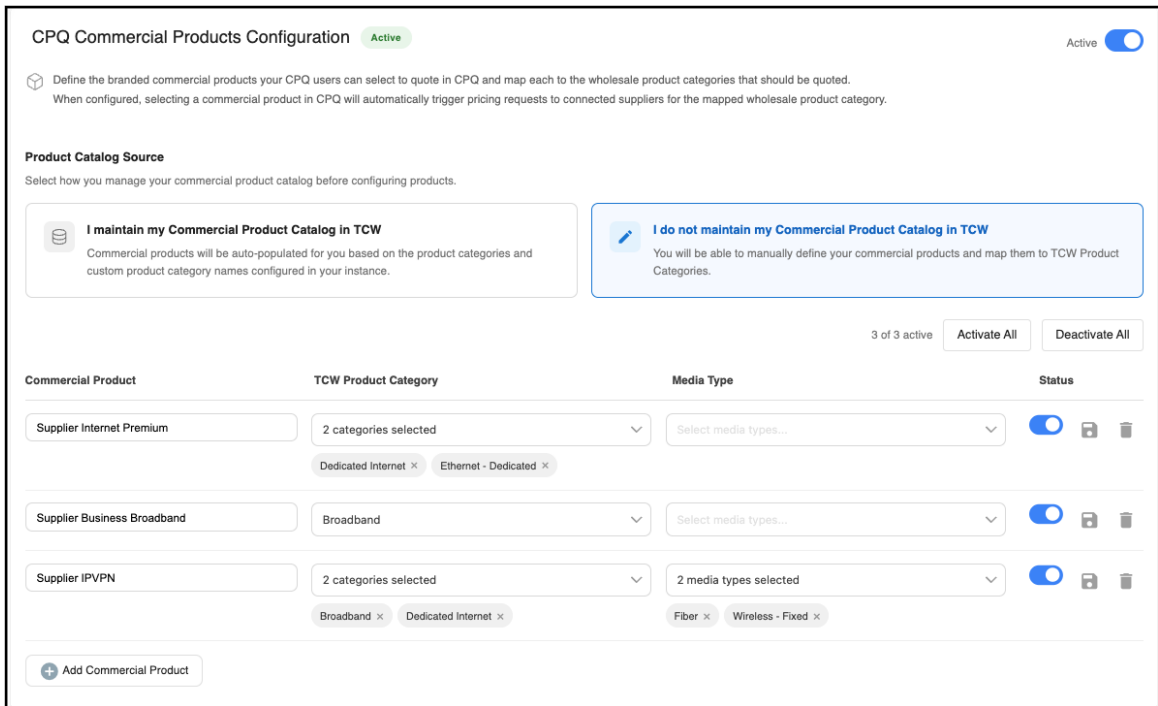 CPQ Commercial Products Configuration Active
Active
Define the branded commercial products your CPQ users can select to quote in CPQ and map each to the wholesale product categories that should be quoted.
When configured, selecting a commercial product in CPQ will automatically trigger pricing requests to connected suppliers for the mapped wholesale product category.
Product Catalog Source
Select how you manage your commercial product catalog before configuring products.
I maintain my Commercial Product Catalog in TCW
Commercial products will be auto-populated for you based on the product categories and
custom product category names configured in your instance.
I do not maintain my Commercial Product Catalog in TCW
You will be able to manually define your commercial products and map them to TCW Product
Categories.
3 of 3 active Activate All Deactivate All
Commercial Product TCW Product Category Media Type Status
Supplier Internet Premium 2 categories selected Select media types...
Dedicated Internet × Ethernet - Dedicated ×
Supplier Business Broadband Broadband Select media types...
Supplier IPVPN 2 categories selected 2 media types selected
Broadband × Dedicated Internet × Fiber × Wireless - Fixed ×
Add Commercial Product